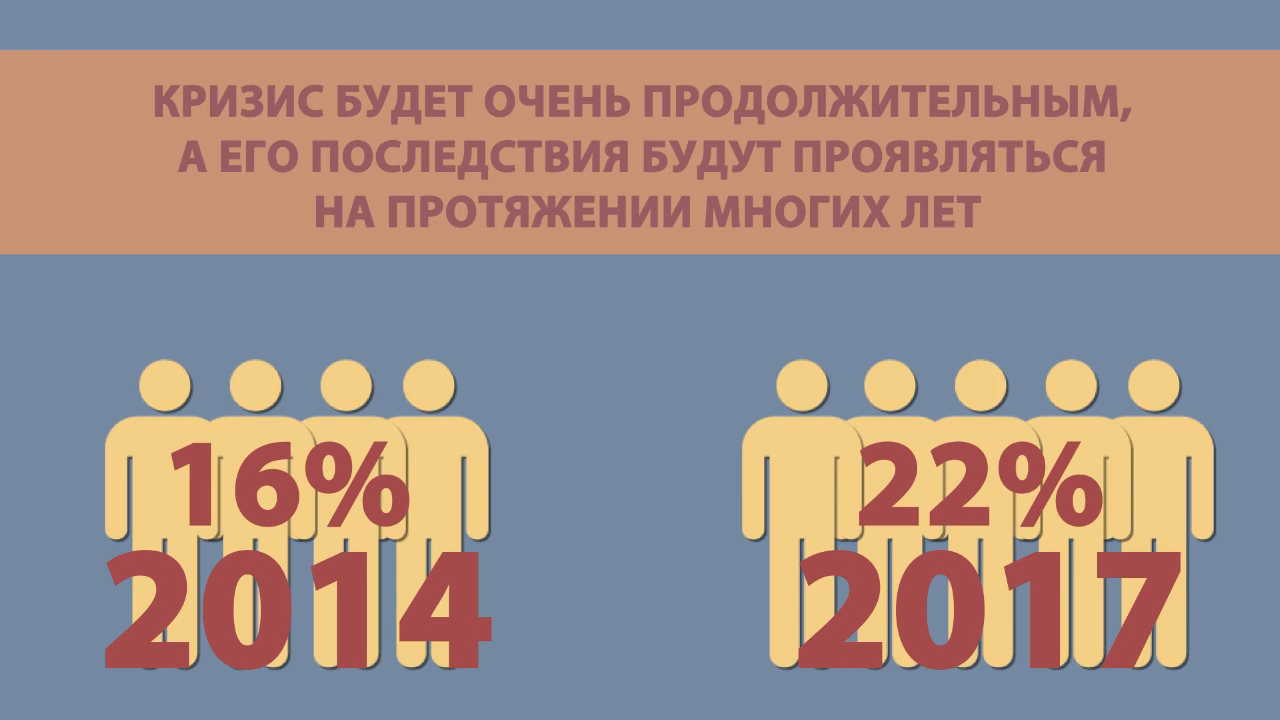 КРИЗИС БУДЕТ ОЧЕНЬ ПРОДОЛЖИТЕЛЬНЫМ,
А ЕГО ПОСЛЕДСТВИЯ БУДУТ ПРОЯВЛЯТЬСЯ
НА ПРОТЯЖЕНИИ МНОГИХ ЛЕТ
16%
2014
22%
2017